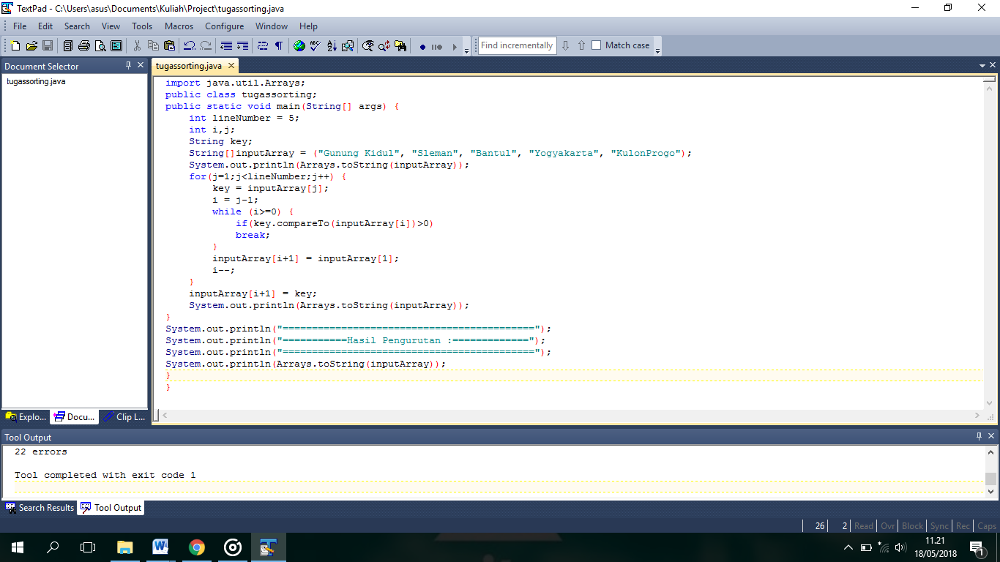 TextPad - C:\Users\asus\Documents\Kuliah\Project\tugassorting.java
File Edit Search View Tools Macros Configure Window Help
Find incrementally Match case
Document Selector
tugassorting.java
tugassorting.java
import java.util.Arrays;
public class tugassorting;
public static void main(String[] args) {
int lineNumber = 5;
int i,j;
String key;
String[]inputArray = ("Gunung Kidul", "Sleman", "Bantul", "Yogyakarta", "KulonProgo");
System.out.println(Arrays.toString(inputArray));
for(j=1;j<lineNumber;j++) {
key = inputArray[j];
i = j-1;
while (i>=0) {
if(key.compareTo(inputArray[i])>0)
break;
}
inputArray[i+1] = inputArray[1];
i--;
}
inputArray[i+1] = key;
System.out.println(Arrays.toString(inputArray));
}
System.out.println("===========================================");
System.out.println("===========Hasil Pengurutan :=============");
System.out.println("===========================================");
System.out.println(Arrays.toString(inputArray));
}
}
Explo... Docu... Clip L...
Tool Output
22 errors
Tool completed with exit code 1
Search Results Tool Output
26 2 Read Ovr Block Sync Rec Caps
11.21
18/05/2018
1